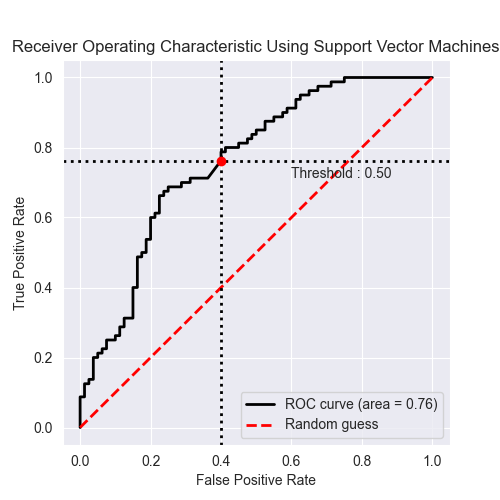 Receiver Operating Characteristic Using Support Vector Machines
1.0
0.8
0.6
0.4
0.2
0.0
True Positive Rate
Threshold : 0.50
ROC curve (area = 0.76)
Random guess
0.0 0.2 0.4 0.6 0.8 1.0
False Positive Rate